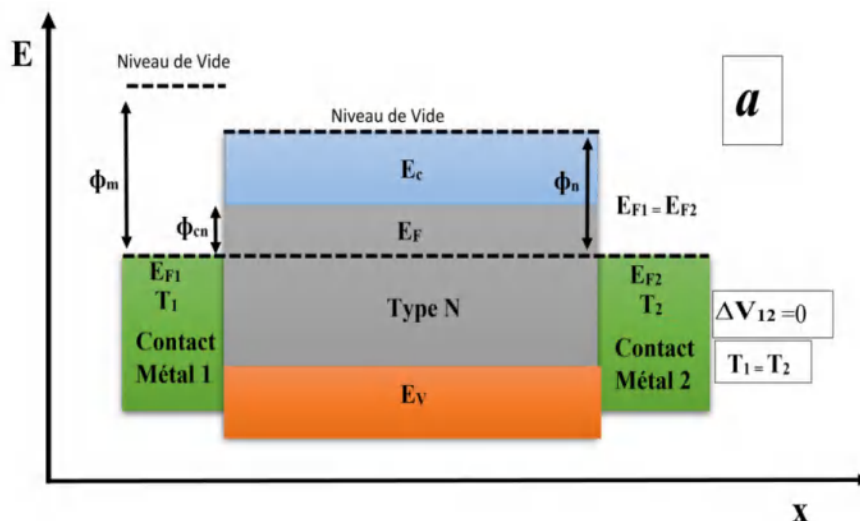 E
Niveau de Vide
a
Niveau de Vide
ϕm
Ec
ϕn
EF1 = EF2
ϕcn
EF
EF1
T1
Contact
Métal 1
Type N
EF2
T2
Contact
Métal 2
ΔV12 =0
T1 = T2
EV
x